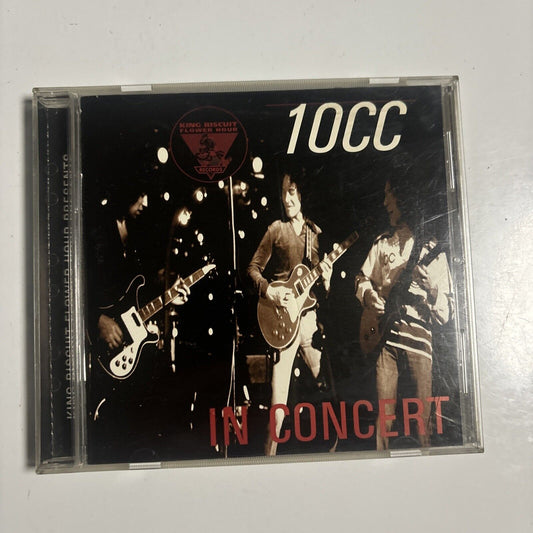 KING BISCUIT
FLOWER HOUR
RECORDS
10CC
IN CONCERT
KING BISCUIT FLOWER HOUR PRESENTS